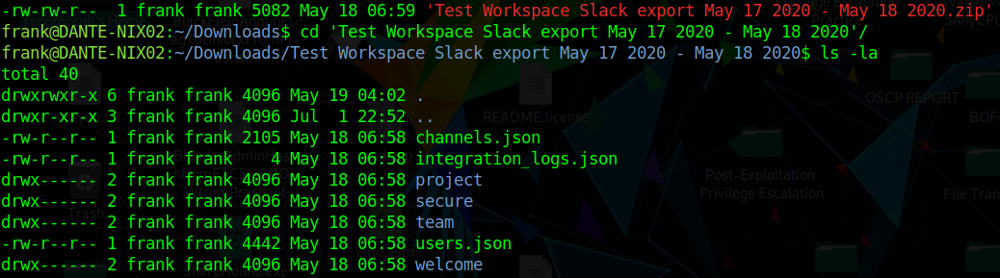 -rw-rw-r--  1 frank frank 5082 May 18 06:59 'Test Workspace Slack export May 17 2020 - May 18 2020.zip'
frank@DANTE-NIX02:~/Downloads$ cd 'Test Workspace Slack export May 17 2020 - May 18 2020'/
frank@DANTE-NIX02:~/Downloads/Test Workspace Slack export May 17 2020 - May 18 2020$ ls -la
total 40
drwxrwxr-x 6 frank frank 4096 May 19 04:02 .
drwxr-xr-x 3 frank frank 4096 Jul  1 22:52 ..
-rw-r--r-- 1 frank frank 2105 May 18 06:58 channels.json
-rw-r--r-- 1 frank frank    4 May 18 06:58 integration_logs.json
drwx------ 2 frank frank 4096 May 18 06:58 project
drwx------ 2 frank frank 4096 May 18 06:58 secure
drwx------ 2 frank frank 4096 May 18 06:58 team
-rw-r--r-- 1 frank frank 4442 May 18 06:58 users.json
drwx------ 2 frank frank 4096 May 18 06:58 welcome
README.license
OSCP REPORT
Post-Exploitation
Privilege Escalation
Trash